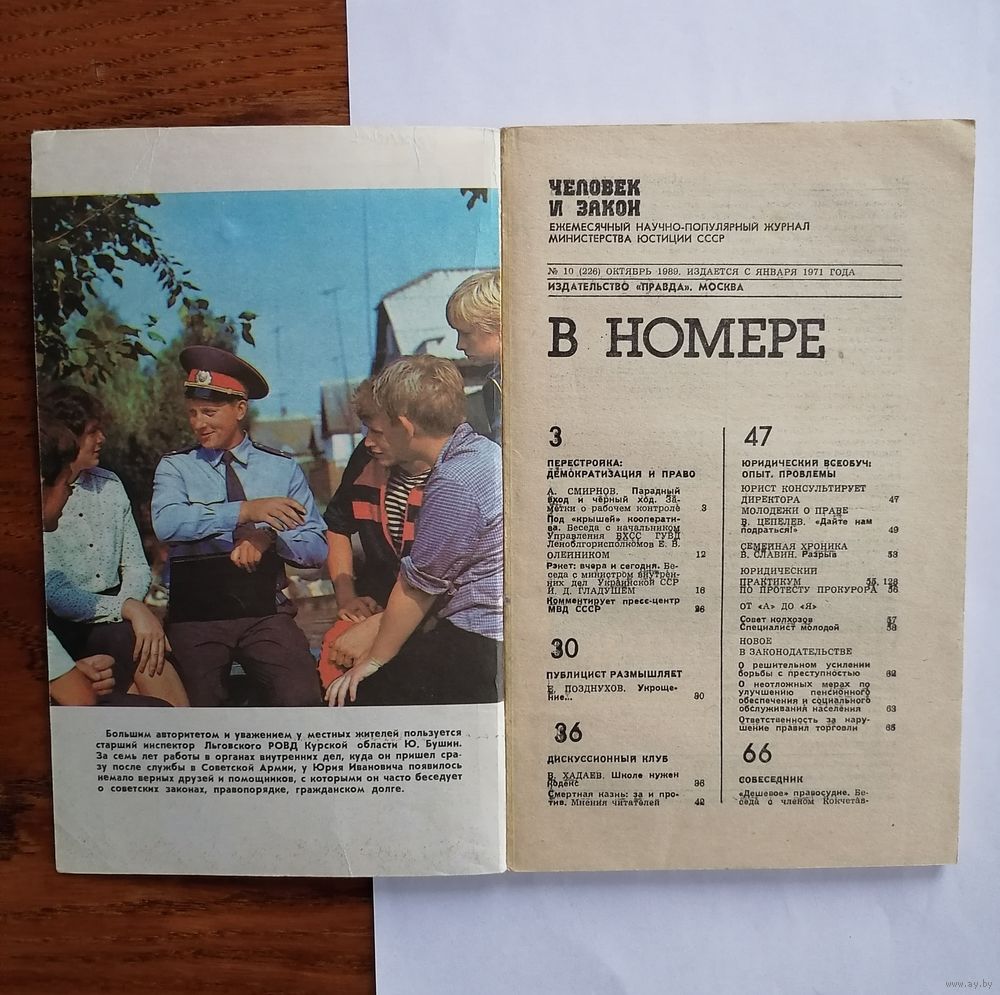 Большим авторитетом и уважением у местных жителей пользуется
старший инспектор Льговского РОВД Курской области Ю. Бушин.
За семь лет работы в органах внутренних дел, куда он пришел сра-
зу после службы в Советской Армии, у Юрия Ивановича появилось
немало верных друзей и помощников, с которыми он часто беседует
о советских законах, правопорядке, гражданском долге.
ЧЕЛОВЕК
И ЗАКОН
ЕЖЕМЕСЯЧНЫЙ НАУЧНО-ПОПУЛЯРНЫЙ ЖУРНАЛ
МИНИСТЕРСТВА ЮСТИЦИИ СССР
№ 10 (226) ОКТЯБРЬ 1989. ИЗДАЕТСЯ С ЯНВАРЯ 1971 ГОДА
ИЗДАТЕЛЬСТВО «ПРАВДА». МОСКВА
В НОМЕРЕ
3
ПЕРЕСТРОЙКА:
ДЕМОКРАТИЗАЦИЯ И ПРАВО
А. СМИРНОВ. Парадный
вход и чёрный ход. За-
метки о рабочем контроле 3
Под «крышей» кооперати-
ва. Беседа с начальником
Управления БХСС ГУВД
Леноблгорисполкомов Е. В.
ОЛЕЙНИКОМ 12
Рэкет: вчера и сегодня. Бе-
седа с министром внутрен-
них дел Украинской ССР
И. Д. ГЛАДУШЕМ 16
Комментирует пресс-центр
МВД СССР 26
30
ПУБЛИЦИСТ РАЗМЫШЛЯЕТ
Е. ПОЗДНУХОВ. Укроще-
ние... 30
36
ДИСКУССИОННЫЙ КЛУБ
В. ХАДАЕВ. Школе нужен
кодекс 36
Смертная казнь: за и про-
тив. Мнения читателей 42
47
ЮРИДИЧЕСКИЙ ВСЕОБУЧ:
ОПЫТ, ПРОБЛЕМЫ
ЮРИСТ КОНСУЛЬТИРУЕТ
ДИРЕКТОРА 47
МОЛОДЕЖИ О ПРАВЕ
В. ЦЕПЕЛЕВ. «Дайте нам
подраться!» 49
СЕМЕЙНАЯ ХРОНИКА
В. СЛАВИН. Разрыв 53
ЮРИДИЧЕСКИЙ
ПРАКТИКУМ 55, 128
ПО ПРОТЕСТУ ПРОКУРОРА 56
ОТ «А» ДО «Я»
Совет колхозов 57
Специалист молодой 58
НОВОЕ
В ЗАКОНОДАТЕЛЬСТВЕ
О решительном усилении
борьбы с преступностью 62
О неотложных мерах по
улучшению пенсионного
обеспечения и социального
обслуживания населения 63
Ответственность за нару-
шение правил торговли 65
66
СОБЕСЕДНИК
«Дешевое» правосудие. Бе-
седа с членом Кокчетав-
www.ay.by